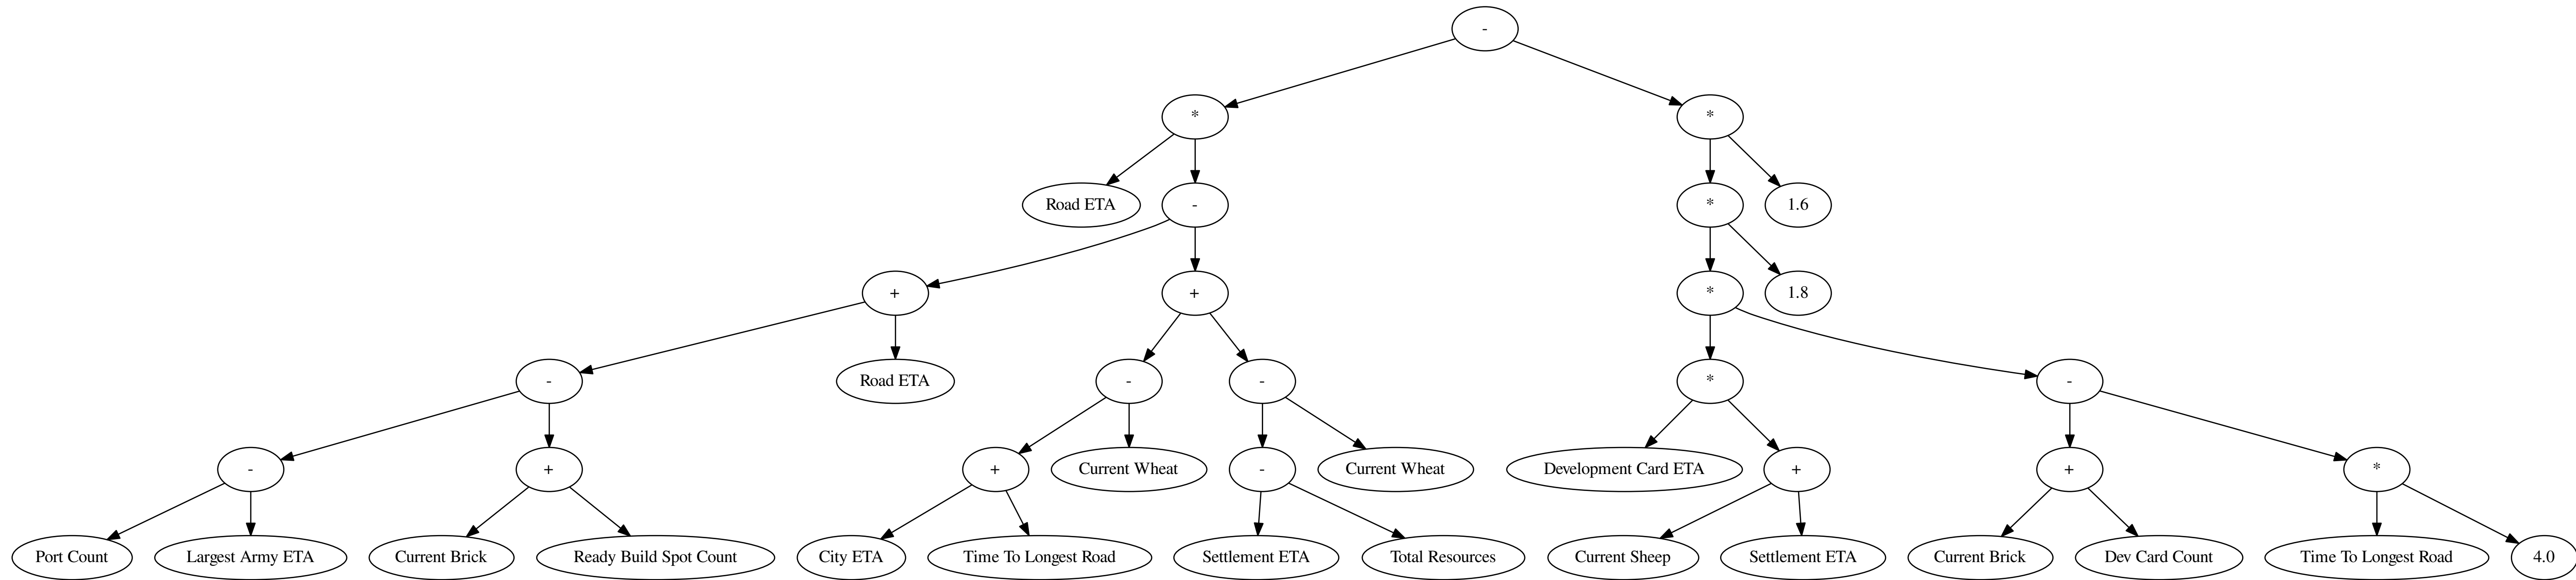 -
* *
Road ETA - * 1.6
+ + * 1.8
- Road ETA - - * -
- + + Current Wheat - Current Wheat Development Card ETA + + *
Port Count Largest Army ETA Current Brick Ready Build Spot Count City ETA Time To Longest Road Settlement ETA Total Resources Current Sheep Settlement ETA Current Brick Dev Card Count Time To Longest Road 4.0